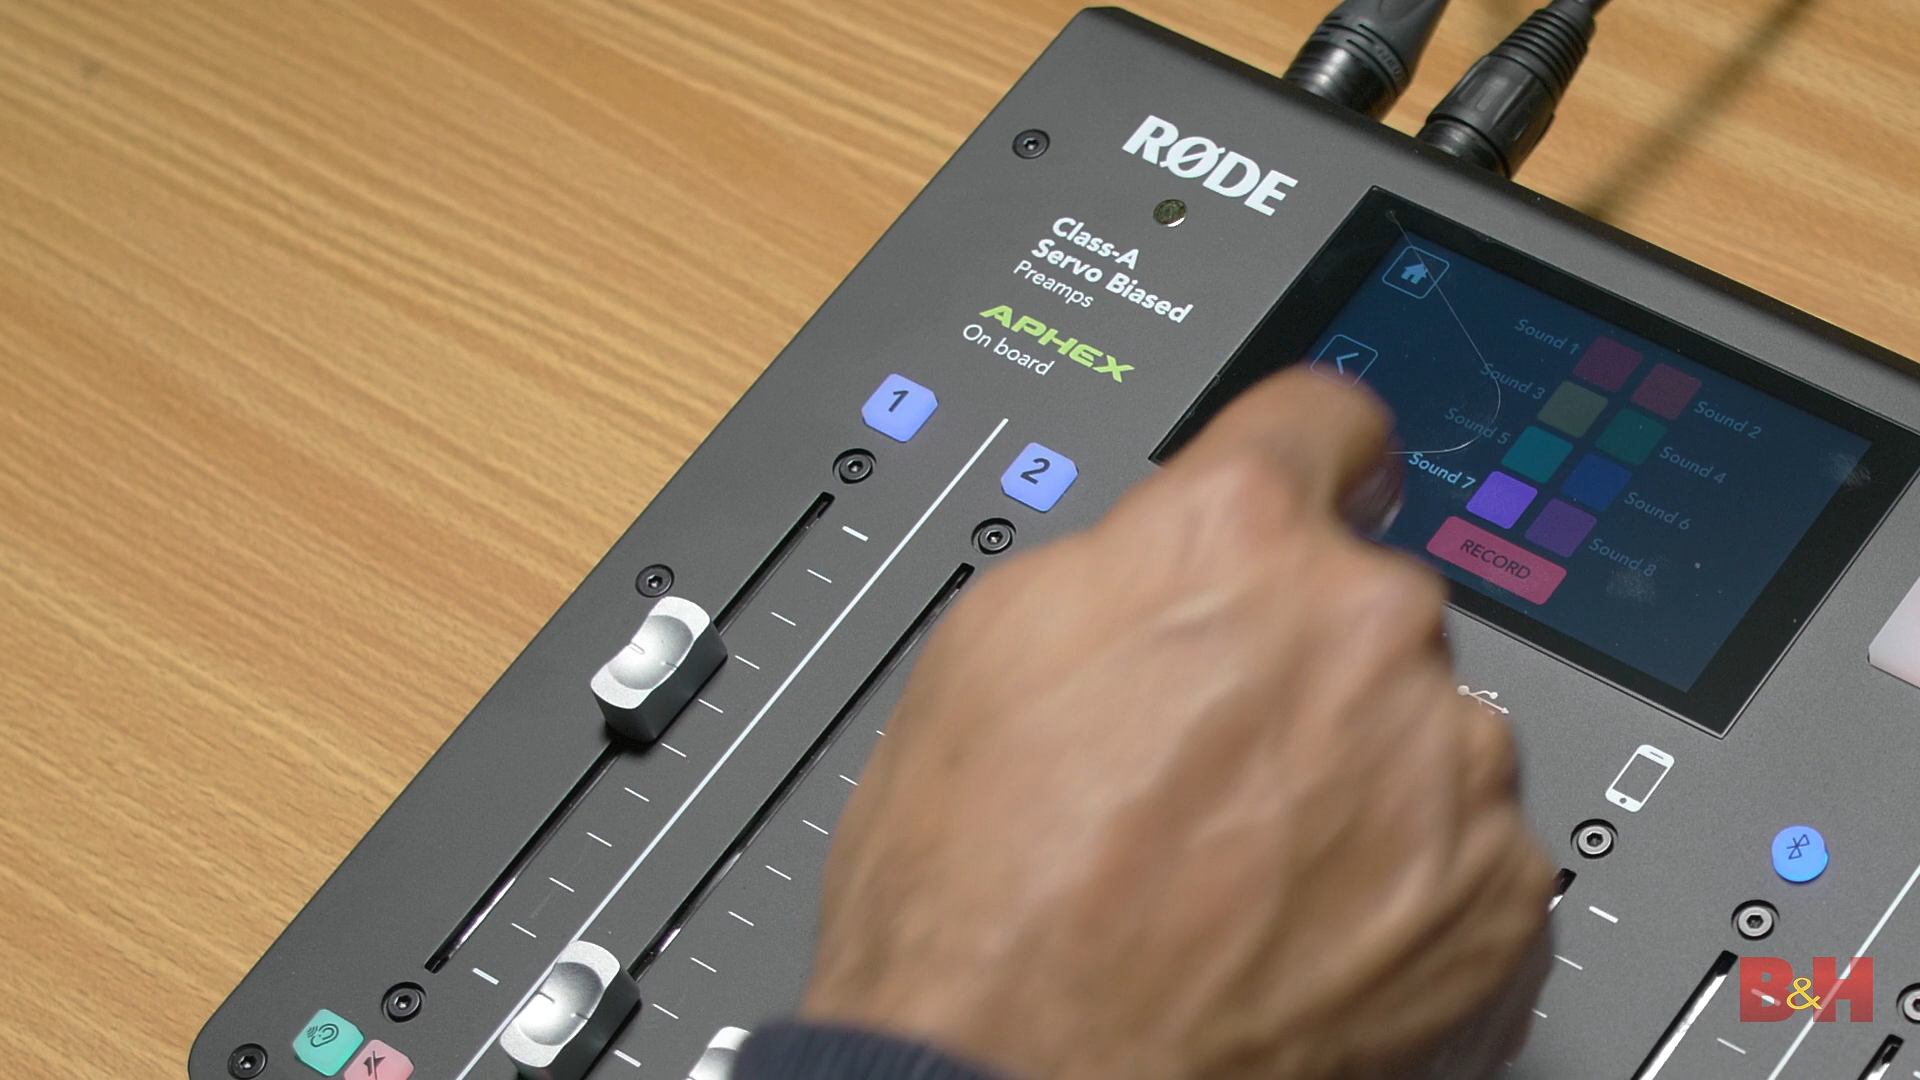 RØDE
Class-A
Servo Biased
Preamps
APHEX
On board
1
2
Sound 1
Sound 2
Sound 3
Sound 4
Sound 5
Sound 6
Sound 7
Sound 8
RECORD
B&H